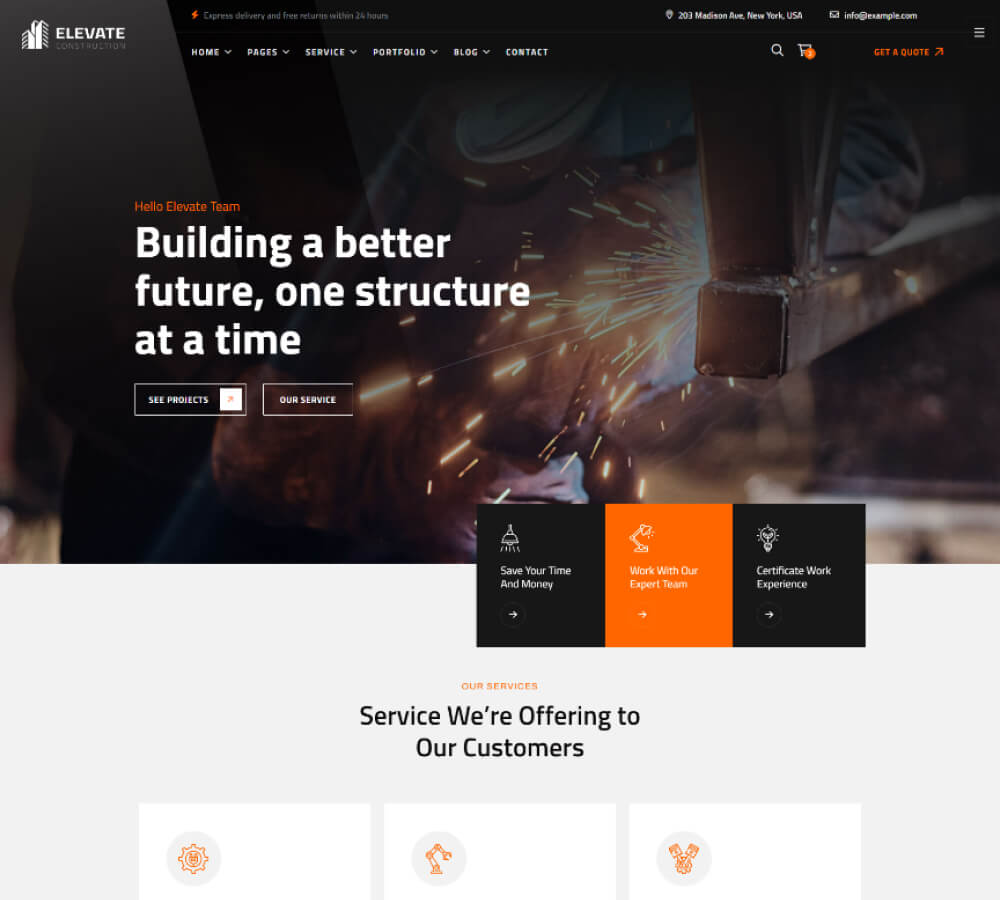 Express delivery and free returns within 24 hours
203 Madison Ave, New York, USA
info@example.com
ELEVATE
CONSTRUCTION
HOME
PAGES
SERVICE
PORTFOLIO
BLOG
CONTACT
GET A QUOTE
Hello Elevate Team
Building a better
future, one structure
at a time
SEE PROJECTS
OUR SERVICE
Save Your Time
And Money
Work With Our
Expert Team
Certificate Work
Experience
OUR SERVICES
Service We’re Offering to
Our Customers